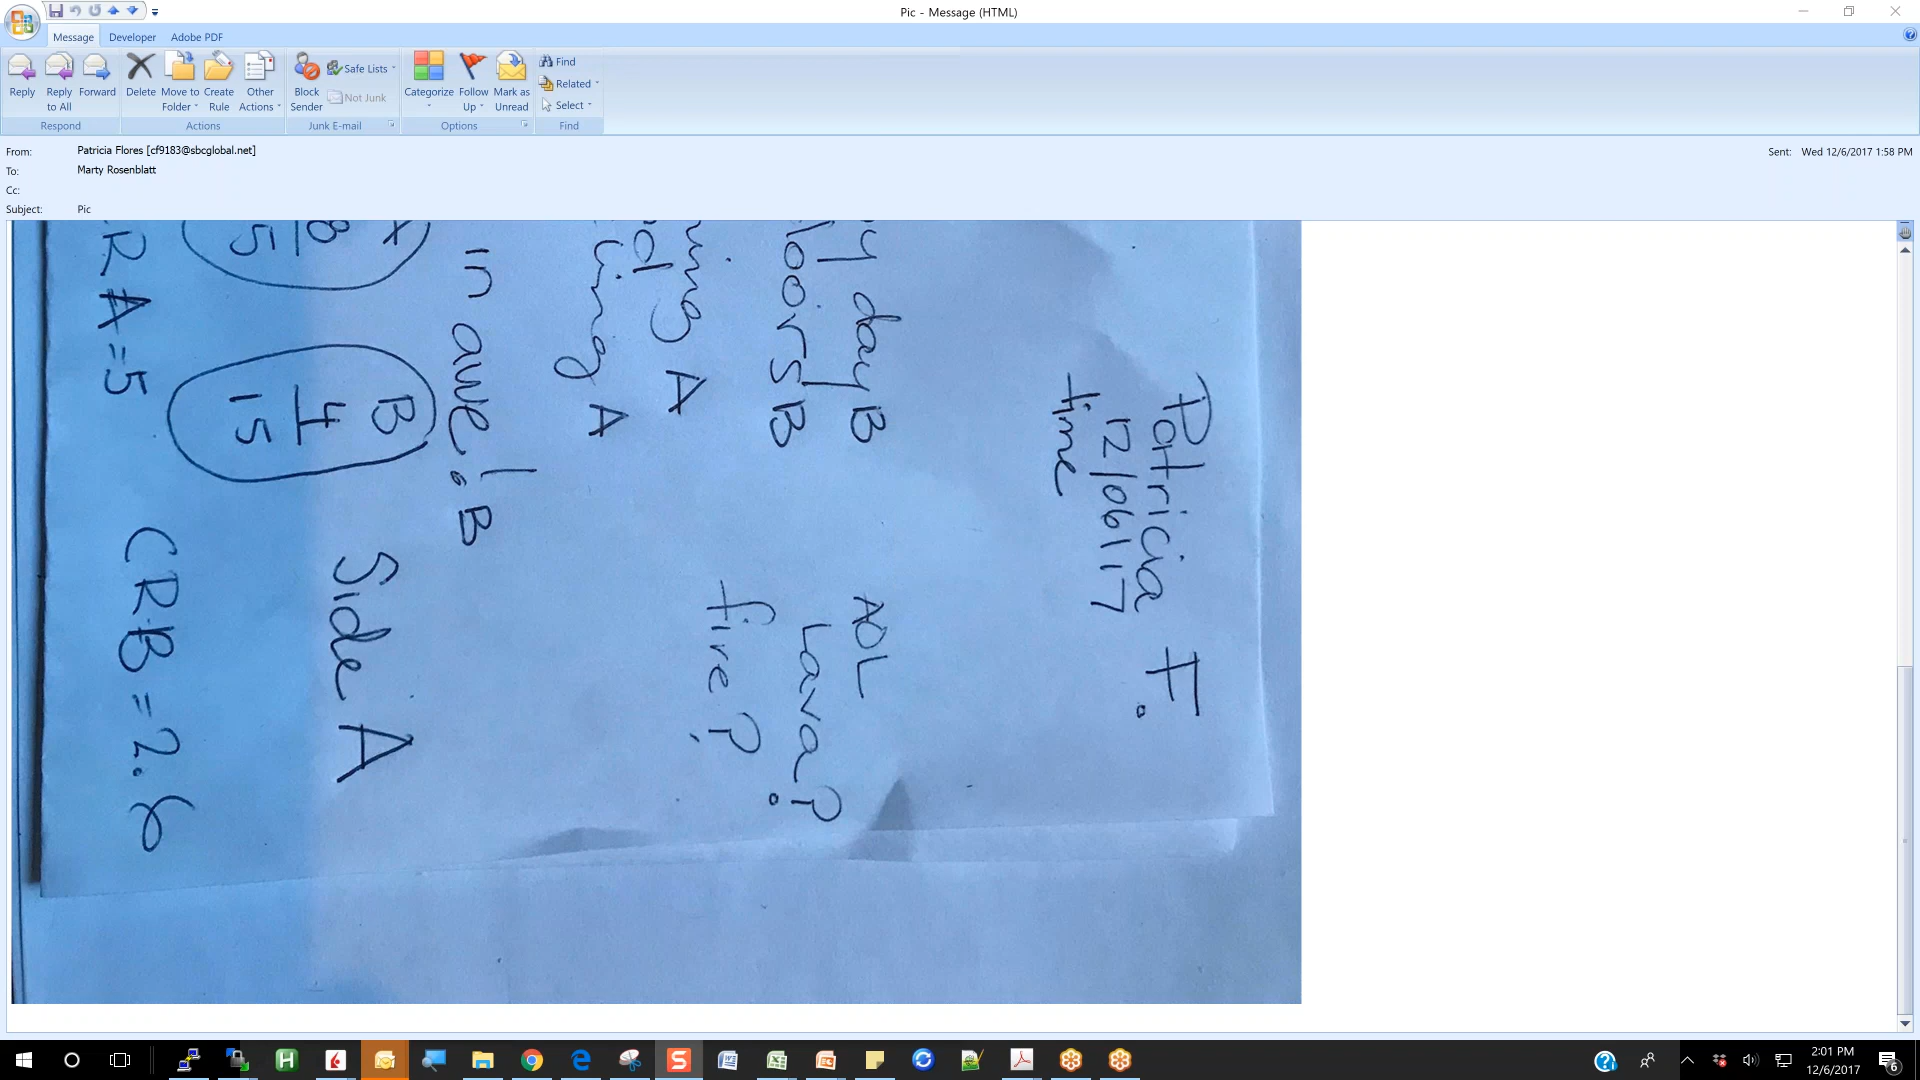 Pic - Message (HTML)
Message Developer Adobe PDF
Reply
Reply to All
Forward
Delete
Move to Folder
Create Rule
Other Actions
Block Sender
Safe Lists
Not Junk
Categorize
Follow Up
Mark as Unread
Find
Related
Select
Respond Actions Junk E-mail Options Find
From: Patricia Flores [cf9183@sbcglobal.net]
Sent: Wed 12/6/2017 1:58 PM
To: Marty Rosenblatt
Cc:
Subject: Pic
Patricia F.
12/06/17
time
day B
B AOL
A Lava?
A fire?
in awe! B
Side A
B
4
15
8
5
R A=5 CRB=2.6
2:01 PM
12/6/2017
6